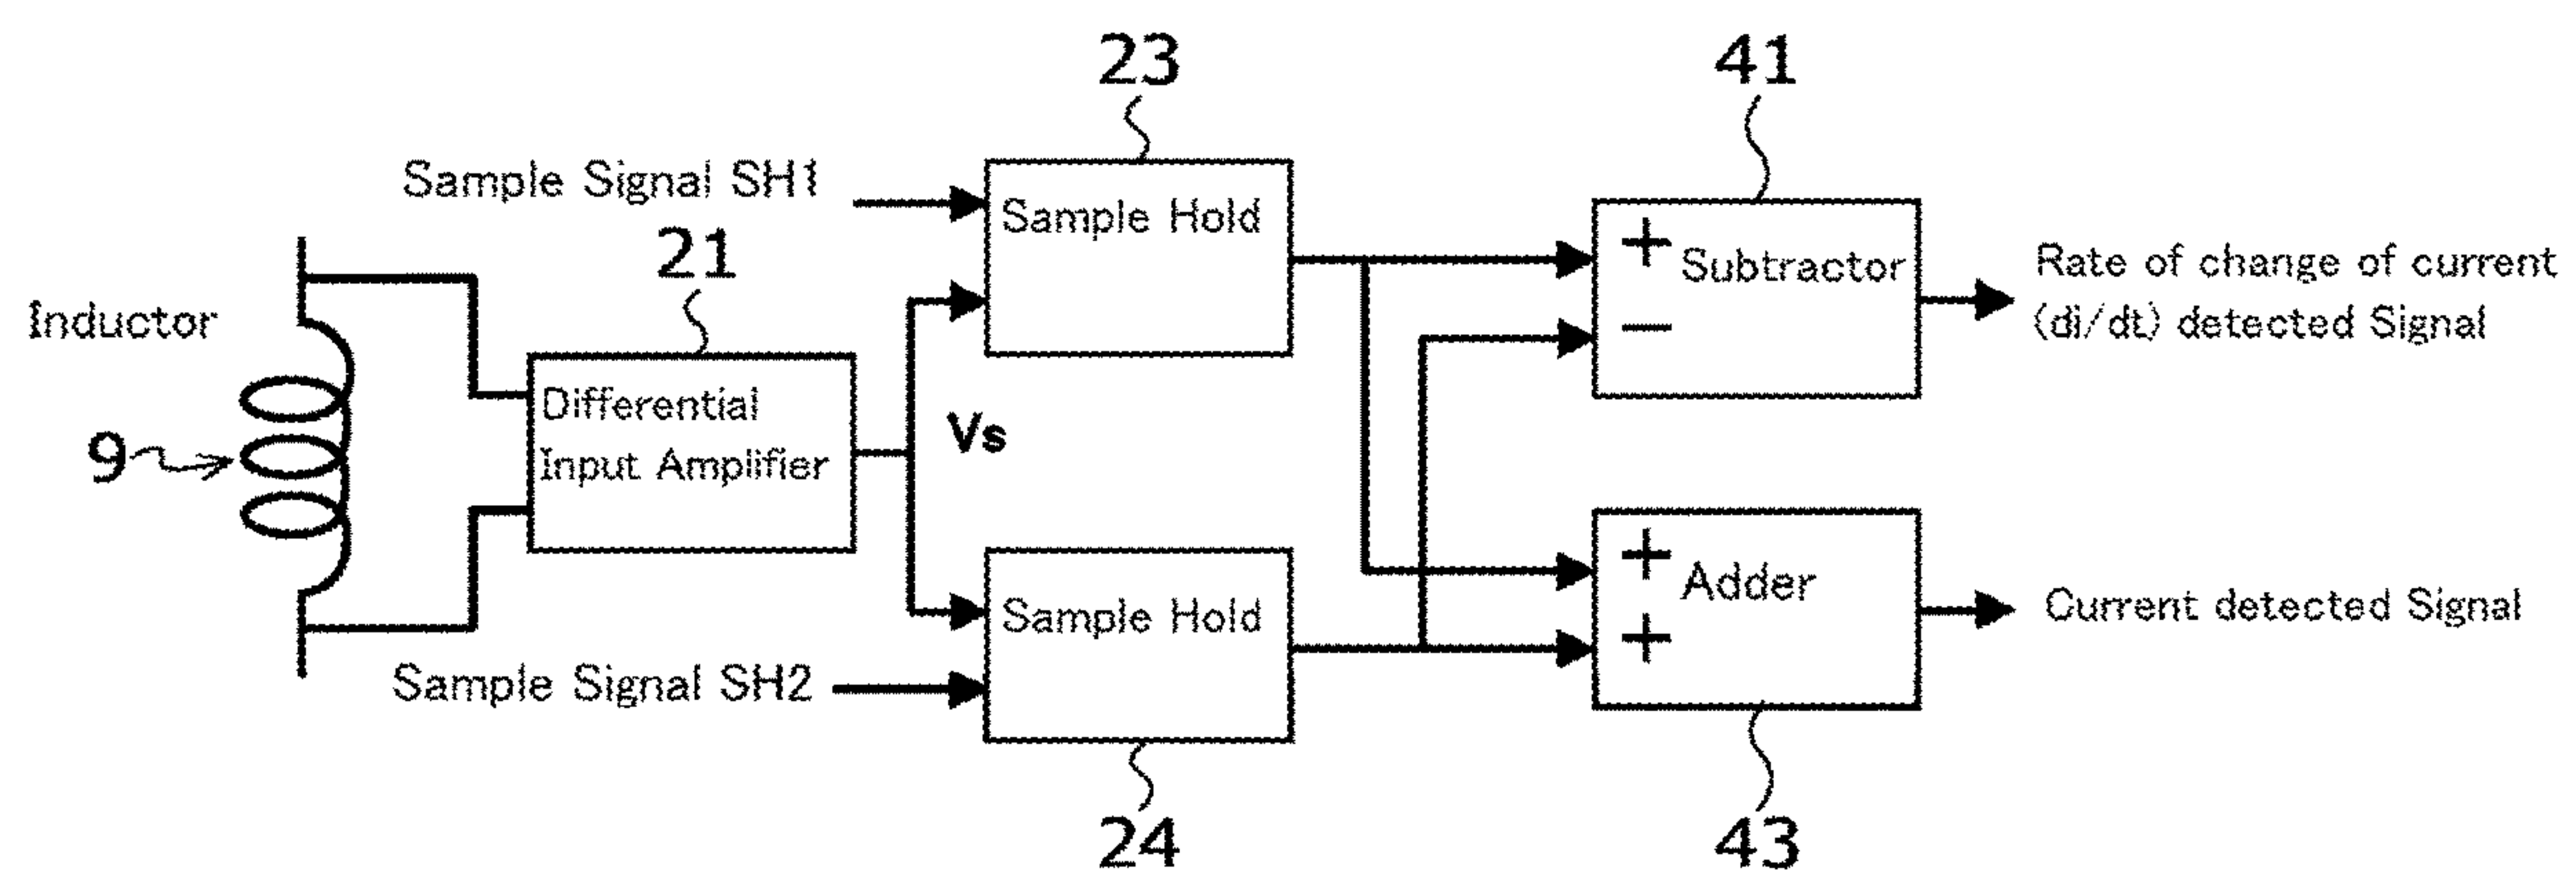 23
41
Sample Signal SH1
Sample Hold
21
+
Subtractor
−
Rate of change of current
(di/dt) detected Signal
Inductor
Differential
Input Amplifier
Vs
9
+
Adder
+
Current detected Signal
Sample Hold
Sample Signal SH2
24
43